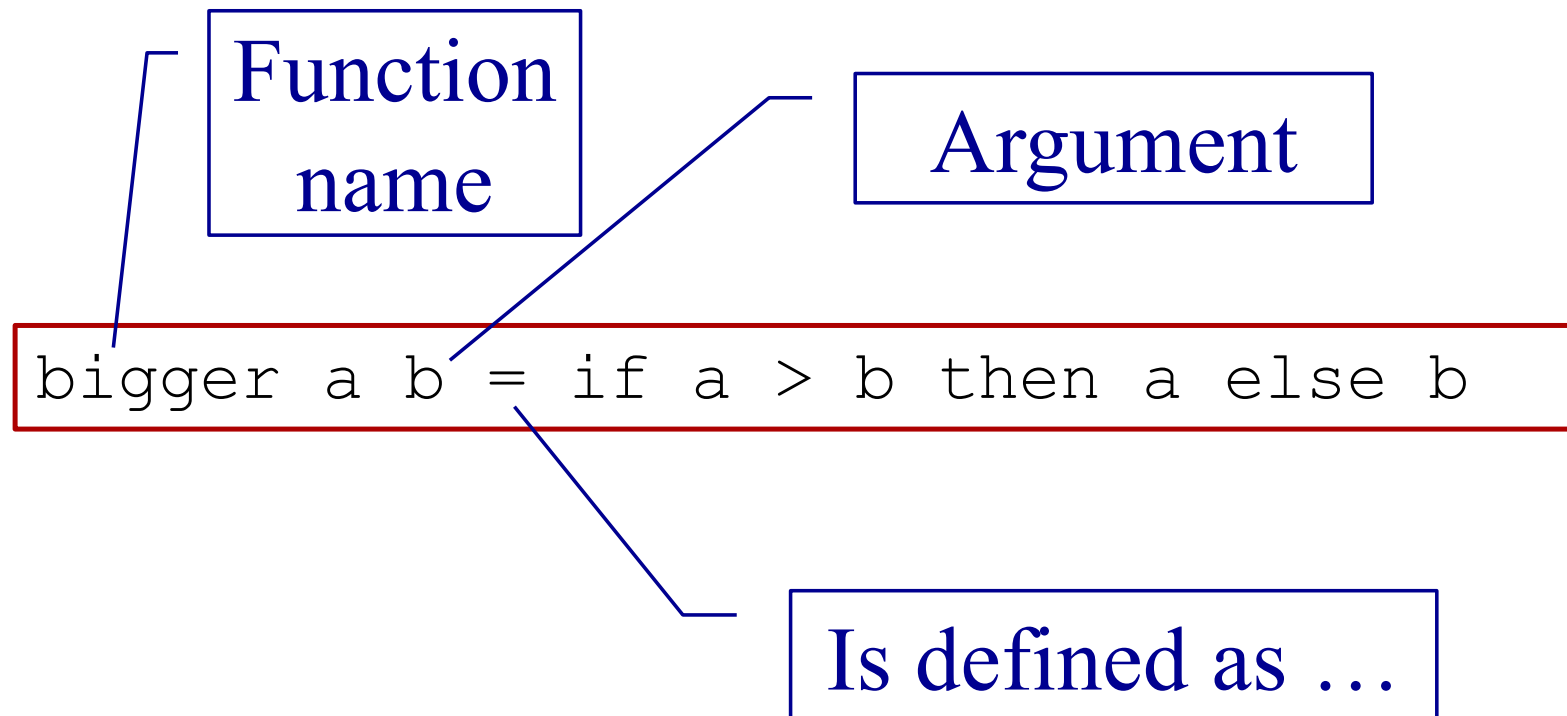 Function
name
Argument
bigger a b = if a > b then a else b
Is defined as …